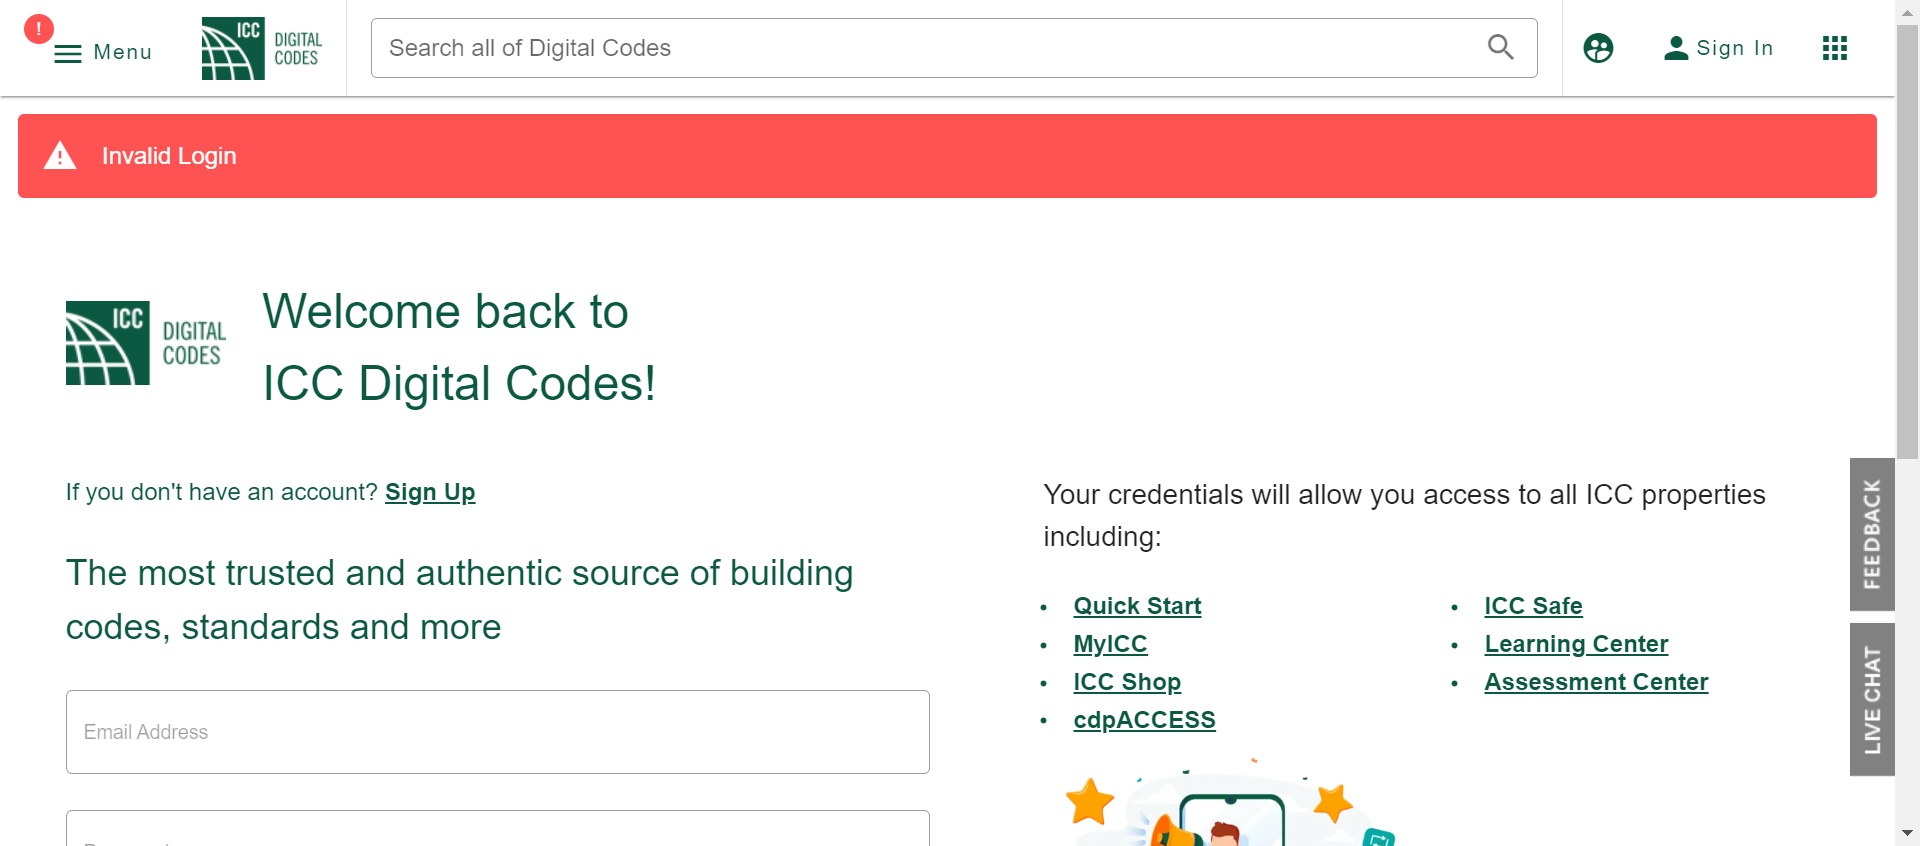 !
Menu
ICC
DIGITAL
CODES
Search all of Digital Codes
Sign In
Invalid Login
ICC
DIGITAL
CODES
Welcome back to
ICC Digital Codes!
If you don't have an account? Sign Up
The most trusted and authentic source of building
codes, standards and more
Email Address
Your credentials will allow you access to all ICC properties
including:
• Quick Start
• MyICC
• ICC Shop
• cdpACCESS
• ICC Safe
• Learning Center
• Assessment Center
FEEDBACK
LIVE CHAT